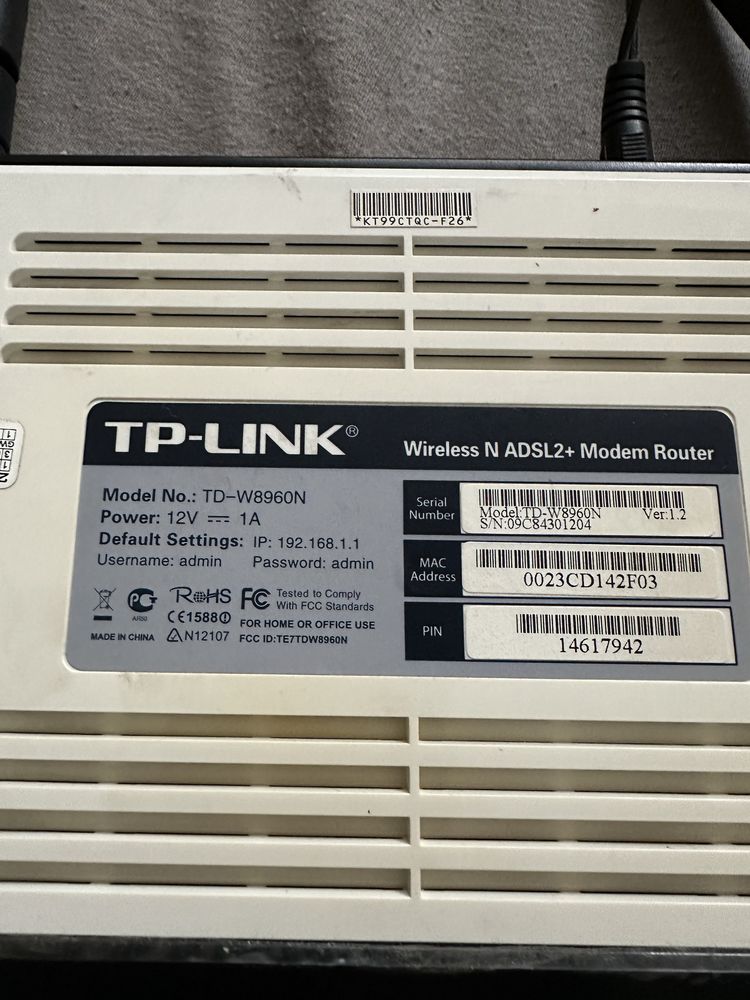 *KT99CTQC-F26*
TP-LINK®
Wireless N ADSL2+ Modem Router
Model No.: TD-W8960N
Power: 12V ⎓ 1A
Default Settings: IP: 192.168.1.1
Username: admin Password: admin
Serial Number
Model:TD-W8960N Ver:1.2
S/N:09C84301204
MAC Address
0023CD142F03
PIN
14617942
RoHS
FC Tested to Comply
With FCC Standards
CE1588
FOR HOME OR OFFICE USE
MADE IN CHINA
N12107
FCC ID:TE7TDW8960N